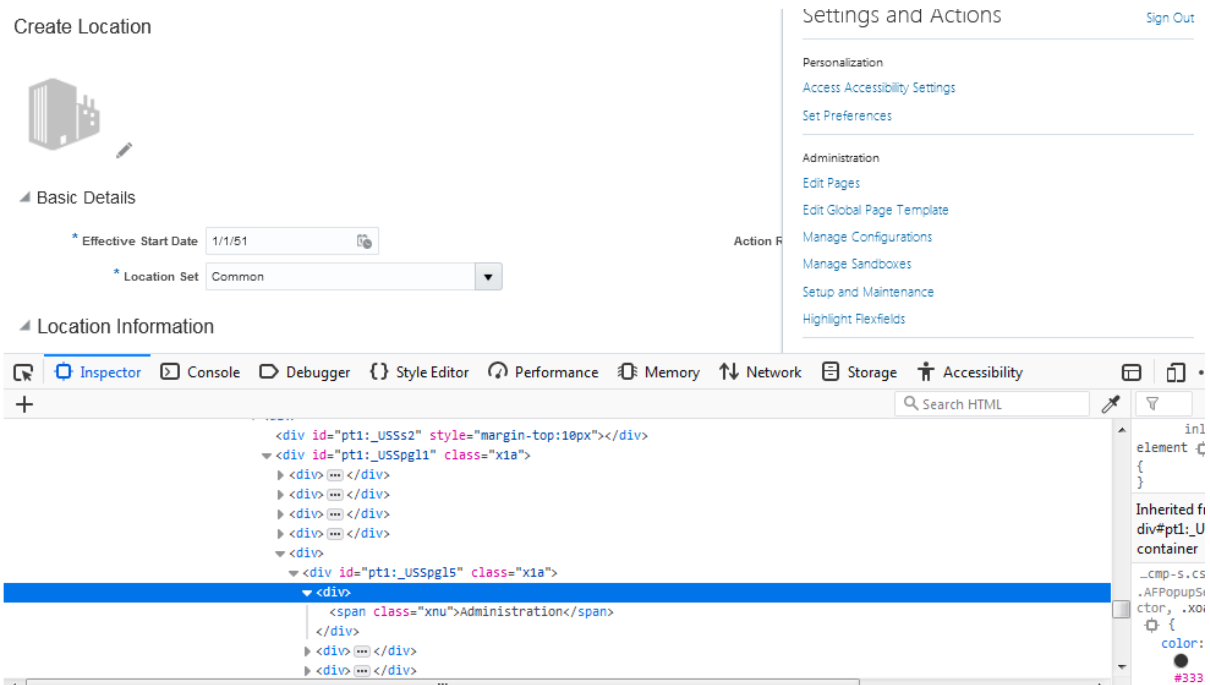 Create Location
Basic Details
* Effective Start Date 1/1/51
Action R
* Location Set Common
Location Information
Settings and Actions Sign Out
Personalization
Access Accessibility Settings
Set Preferences
Administration
Edit Pages
Edit Global Page Template
Manage Configurations
Manage Sandboxes
Setup and Maintenance
Highlight Flexfields
Inspector Console Debugger {} Style Editor Performance Memory Network Storage Accessibility
+ Search HTML
<div id="pt1:_USSs2" style="margin-top:10px"></div>
<div id="pt1:_USSpgl1" class="x1a">
<div>…</div>
<div>…</div>
<div>…</div>
<div>…</div>
<div>
<div id="pt1:_USSpgl5" class="x1a">
<div>
<span class="xnu">Administration</span>
</div>
<div>…</div>
<div>…</div>
inl
element
{
}
Inherited fr
div#pt1:_U
container
…cmp-s.cs
.AFPopupSe
ctor, .xoa
{
color:
#333